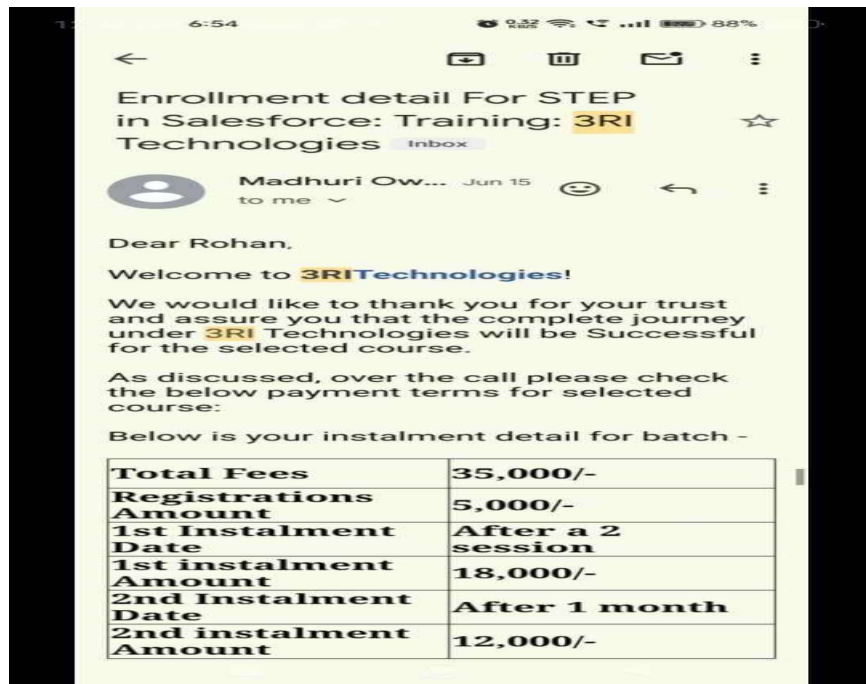 6:54 0.32 KB/S 88%
Enrollment detail For STEP
in Salesforce: Training: 3RI
Technologies Inbox
Madhuri Ow... Jun 15
to me
Dear Rohan,
Welcome to 3RI Technologies!
We would like to thank you for your trust
and assure you that the complete journey
under 3RI Technologies will be Successful
for the selected course.
As discussed, over the call please check
the below payment terms for selected
course:
Below is your instalment detail for batch -
Total Fees 35,000/-
Registrations
Amount 5,000/-
1st Instalment
Date After a 2
session
1st instalment
Amount 18,000/-
2nd Instalment
Date After 1 month
2nd instalment
Amount 12,000/-